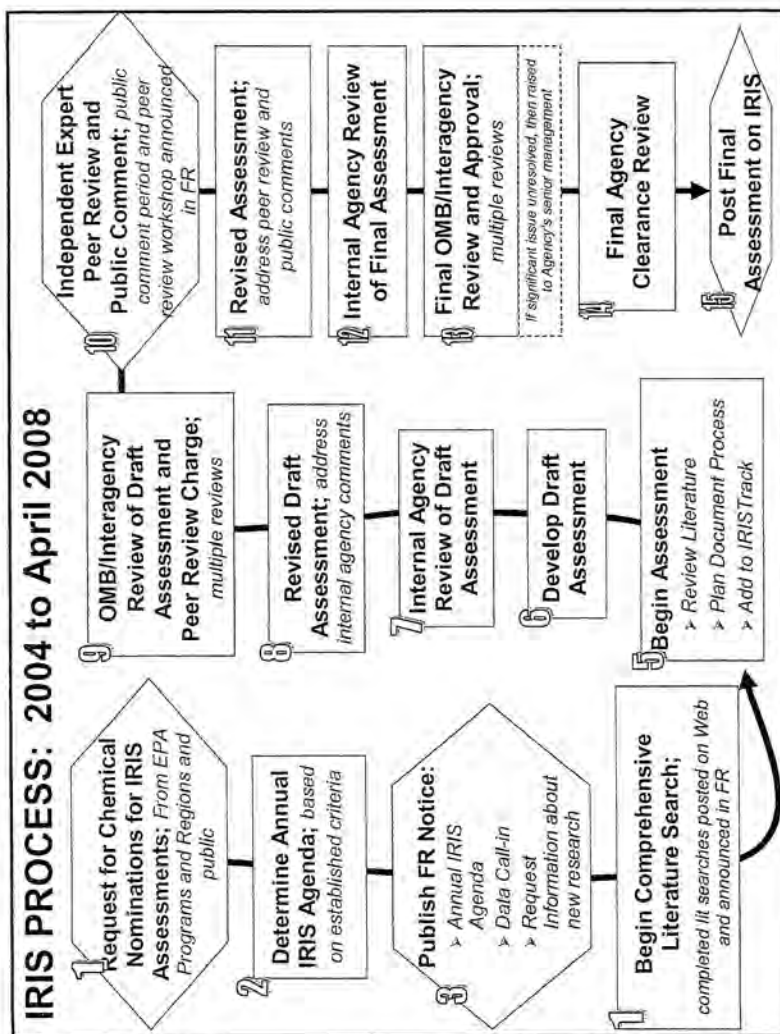 IRIS PROCESS: 2004 to April 2008
1
Request for Chemical
Nominations for IRIS
Assessments; From EPA
Programs and Regions and
public
2
Determine Annual
IRIS Agenda; based
on established criteria
3
Publish FR Notice:
➢ Annual IRIS
Agenda
➢ Data Call-in
➢ Request
Information about
new research
1
Begin Comprehensive
Literature Search;
completed lit searches posted on Web
and announced in FR
5
Begin Assessment
➢ Review Literature
➢ Plan Document Process
➢ Add to IRISTrack
6
Develop Draft
Assessment
7
Internal Agency
Review of Draft
Assessment
8
Revised Draft
Assessment; address
internal agency comments
9
OMB/Interagency
Review of Draft
Assessment and
Peer Review Charge;
multiple reviews
10
Independent Expert
Peer Review and
Public Comment; public
comment period and peer
review workshop announced
in FR
11
Revised Assessment;
address peer review and
public comments
12
Internal Agency Review
of Final Assessment
13
Final OMB/Interagency
Review and Approval;
multiple reviews
If significant issue unresolved, then raised
to Agency's senior management
14
Final Agency
Clearance Review
15
Post Final
Assessment on IRIS